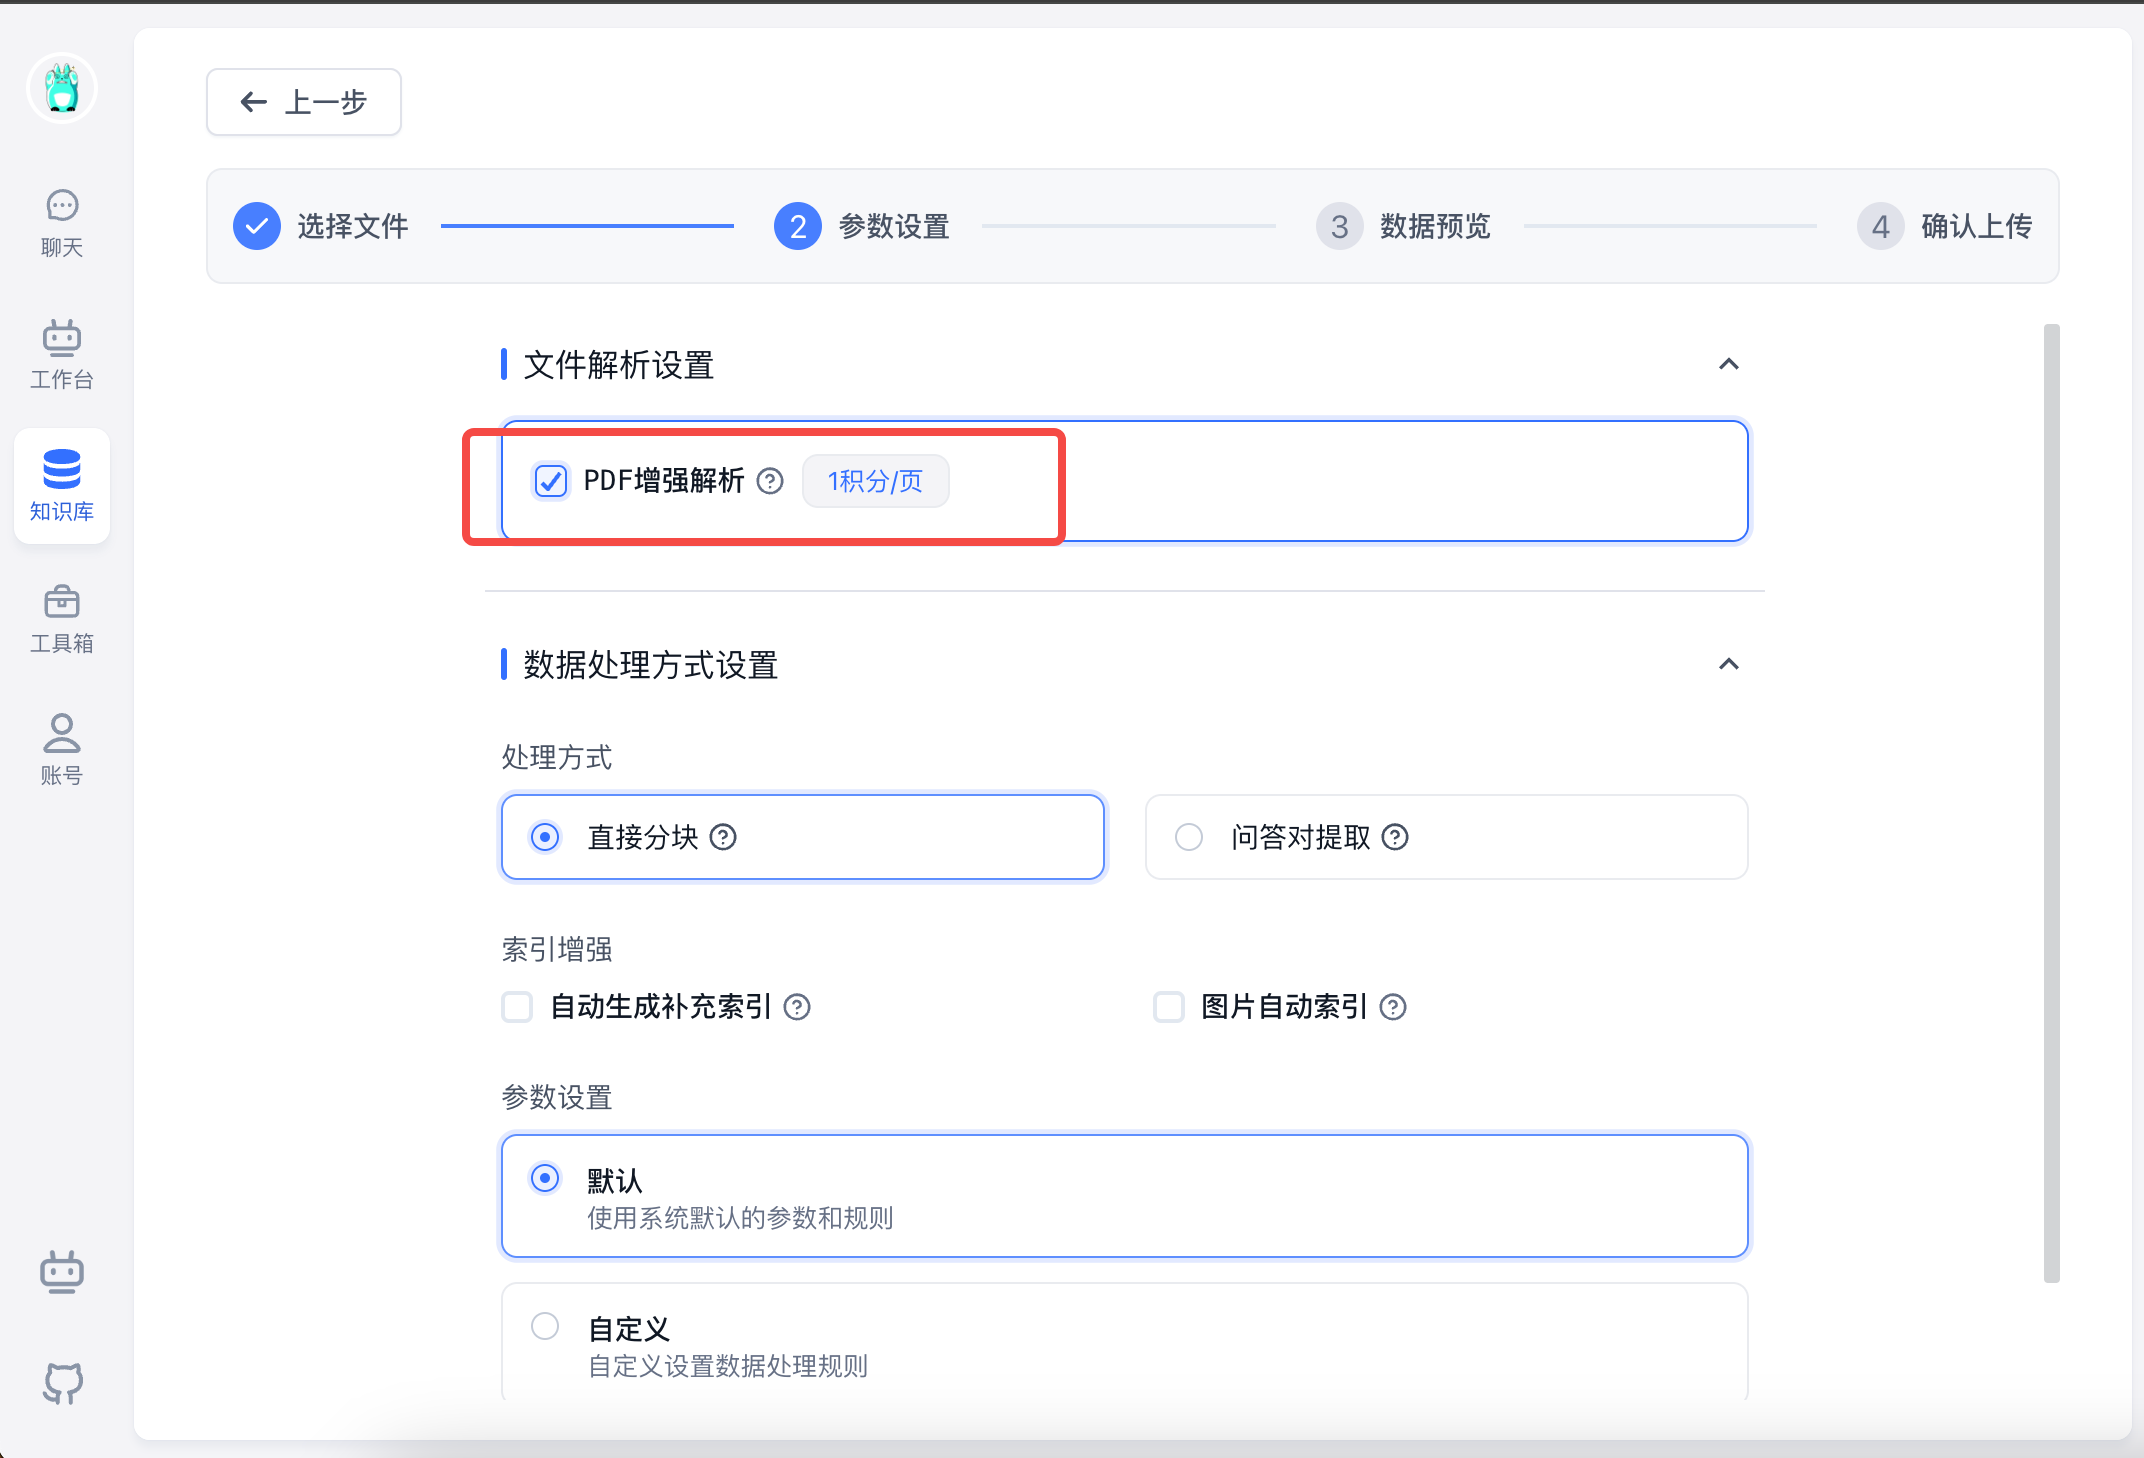 上一步
选择文件
2 参数设置
3 数据预览
4 确认上传
聊天
工作台
知识库
工具箱
账号
文件解析设置
PDF增强解析 ? 1积分/页
数据处理方式设置
处理方式
直接分块 ?
问答对提取 ?
索引增强
自动生成补充索引 ?
图片自动索引 ?
参数设置
默认
使用系统默认的参数和规则
自定义
自定义设置数据处理规则